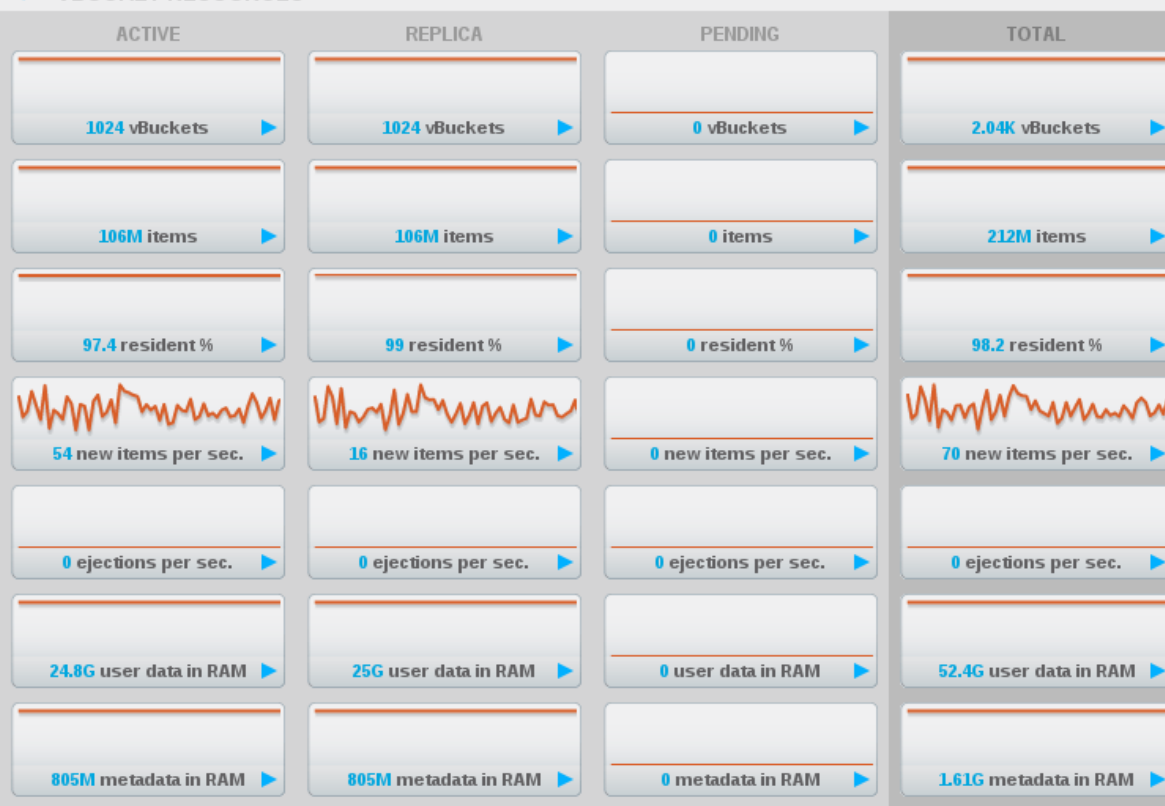 ACTIVE REPLICA PENDING TOTAL
1024 vBuckets 1024 vBuckets 0 vBuckets 2.04K vBuckets
106M items 106M items 0 items 212M items
97.4 resident % 99 resident % 0 resident % 98.2 resident %
54 new items per sec. 16 new items per sec. 0 new items per sec. 70 new items per sec.
0 ejections per sec. 0 ejections per sec. 0 ejections per sec. 0 ejections per sec.
24.8G user data in RAM 25G user data in RAM 0 user data in RAM 52.4G user data in RAM
805M metadata in RAM 805M metadata in RAM 0 metadata in RAM 1.61G metadata in RAM